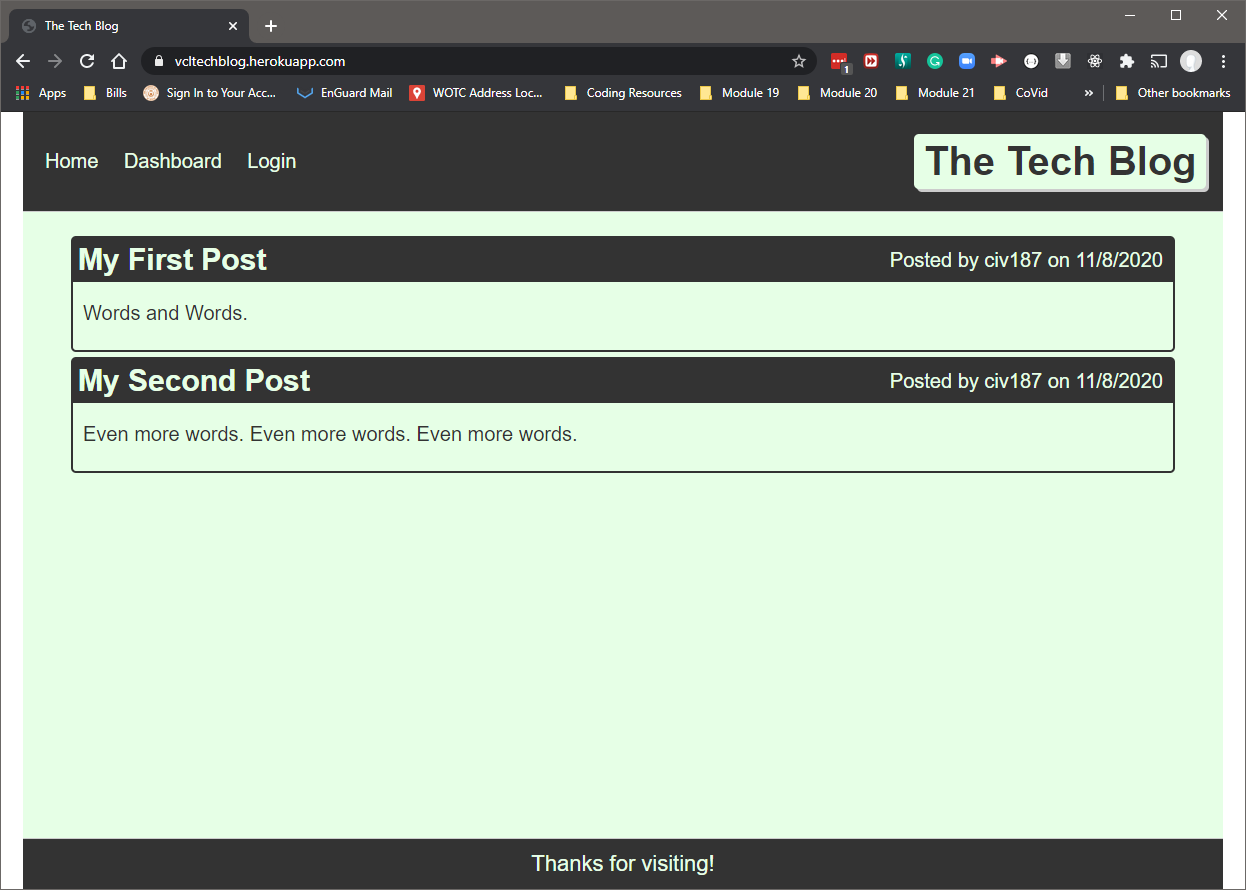 The Tech Blog
vcltechblog.herokuapp.com
1
Apps Bills Sign In to Your Acc... EnGuard Mail WOTC Address Loc... Coding Resources Module 19 Module 20 Module 21 CoVid » Other bookmarks
Home Dashboard Login The Tech Blog
My First Post Posted by civ187 on 11/8/2020
Words and Words.
My Second Post Posted by civ187 on 11/8/2020
Even more words. Even more words. Even more words.
Thanks for visiting!